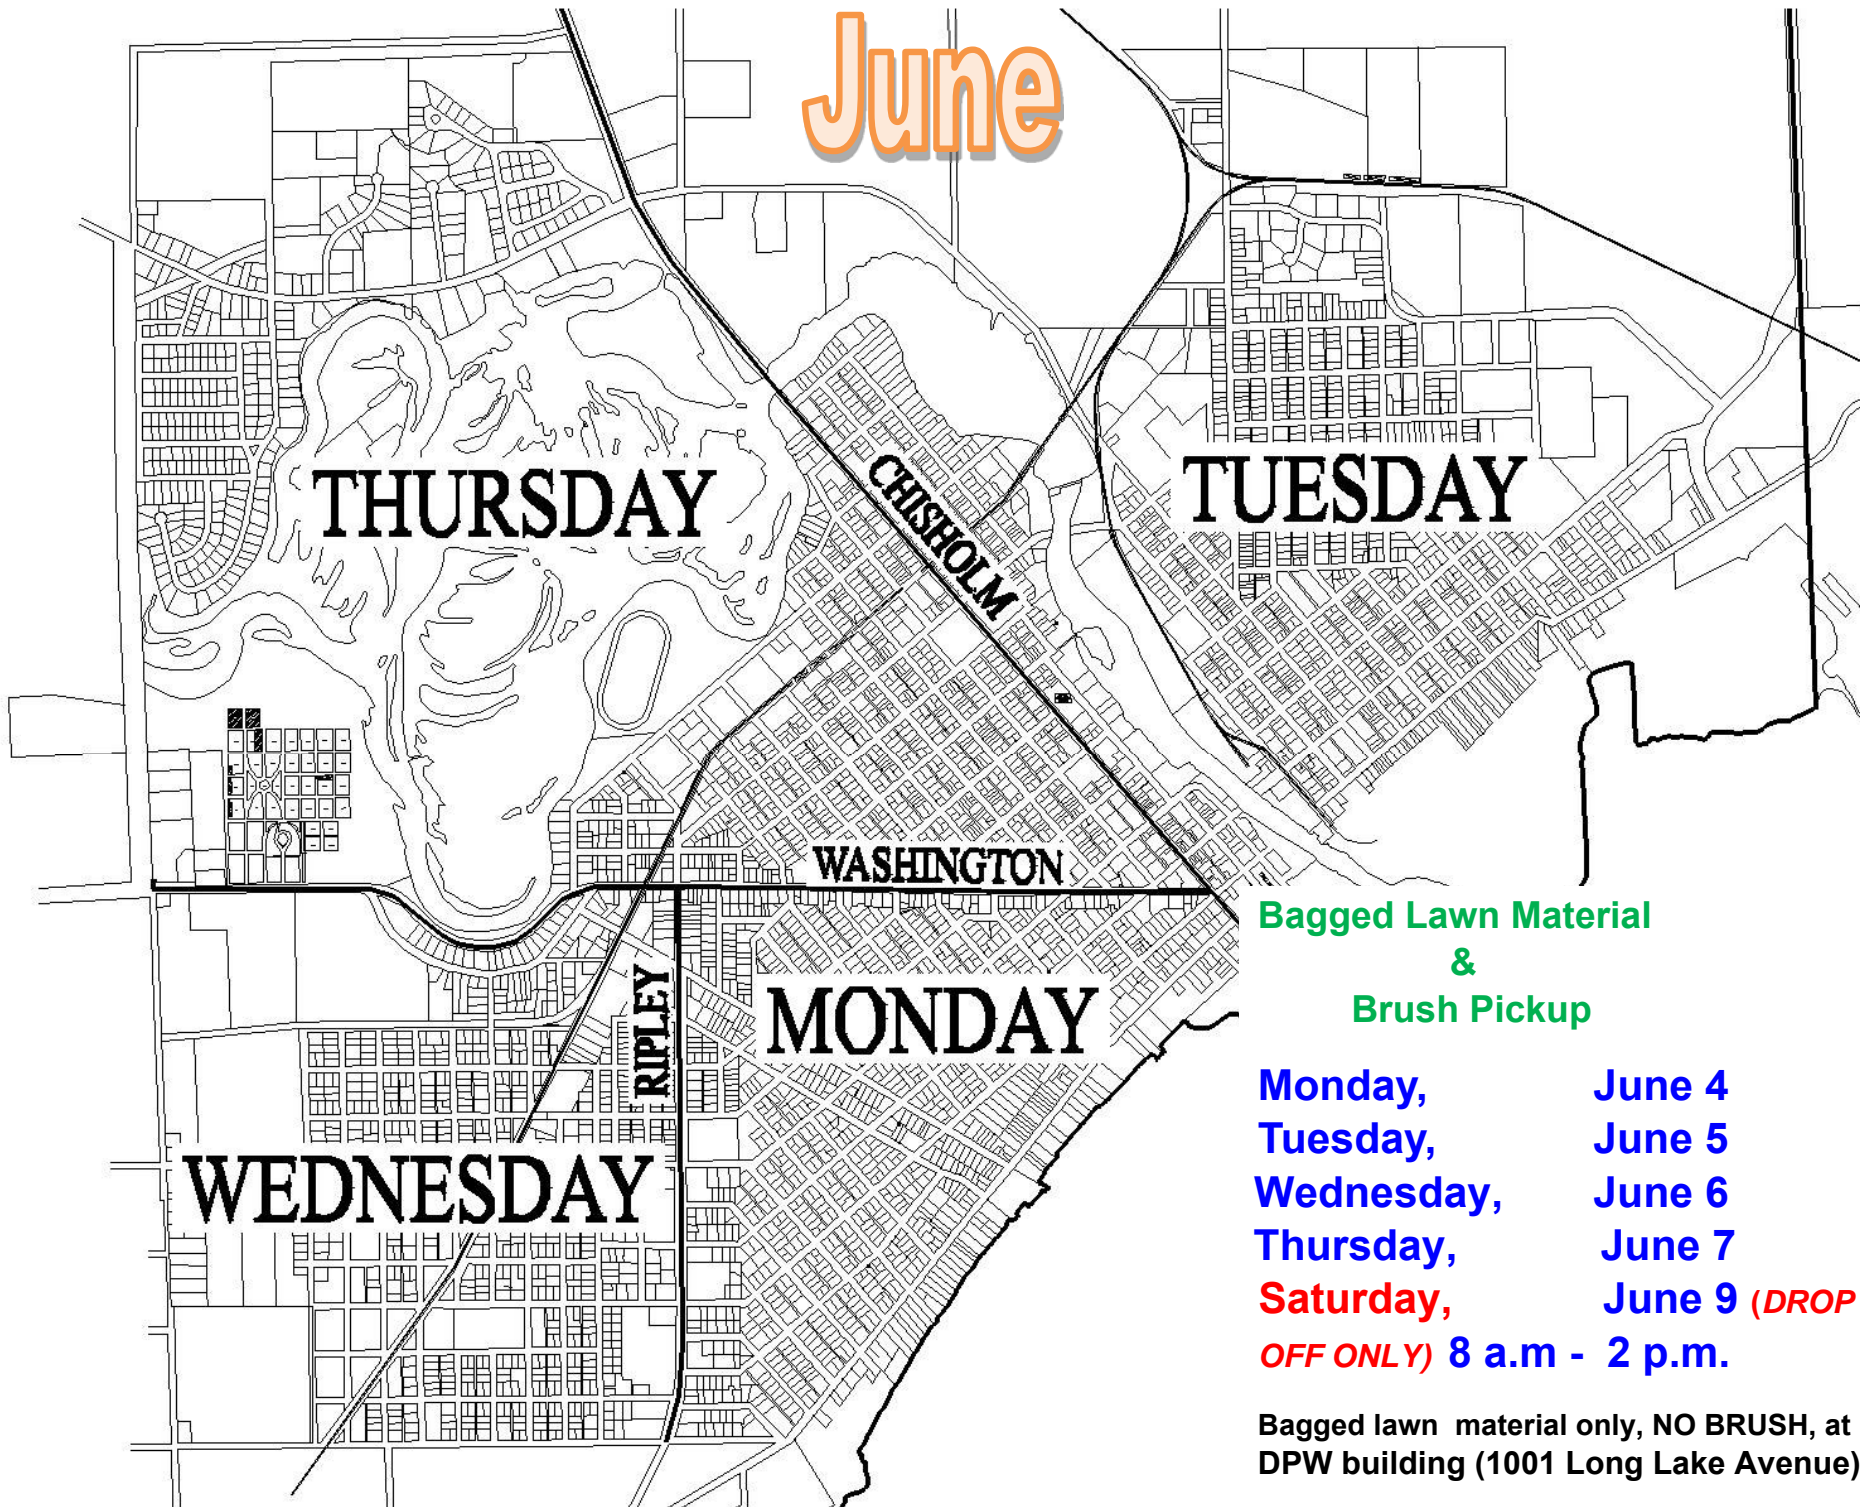 June
THURSDAY
TUESDAY
CHISHOLM
WASHINGTON
RIPLEY
MONDAY
WEDNESDAY
Bagged Lawn Material
&
Brush Pickup
Monday, June 4
Tuesday, June 5
Wednesday, June 6
Thursday, June 7
Saturday, June 9 (DROP
OFF ONLY) 8 a.m - 2 p.m.
Bagged lawn material only, NO BRUSH, at
DPW building (1001 Long Lake Avenue)